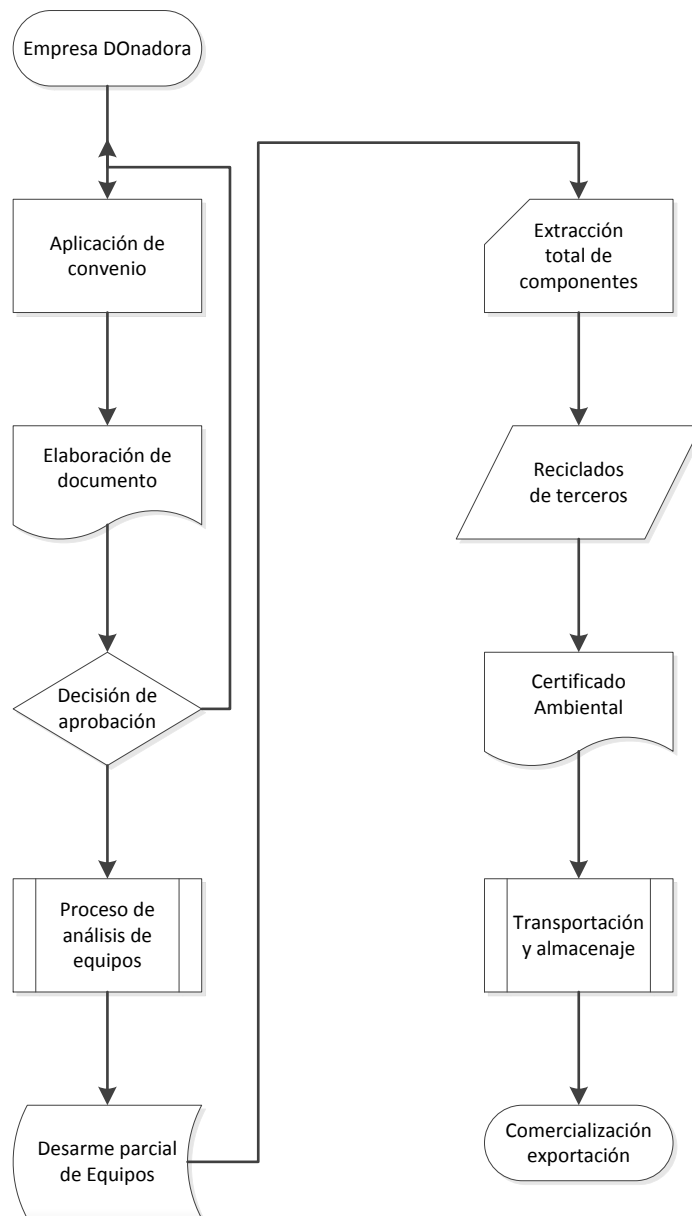 Empresa DOnadora
Aplicación de
convenio
Elaboración de
documento
Decisión de
aprobación
Proceso de
análisis de
equipos
Desarme parcial
de Equipos
Extracción
total de
componentes
Reciclados
de terceros
Certificado
Ambiental
Transportación
y almacenaje
Comercialización
exportación